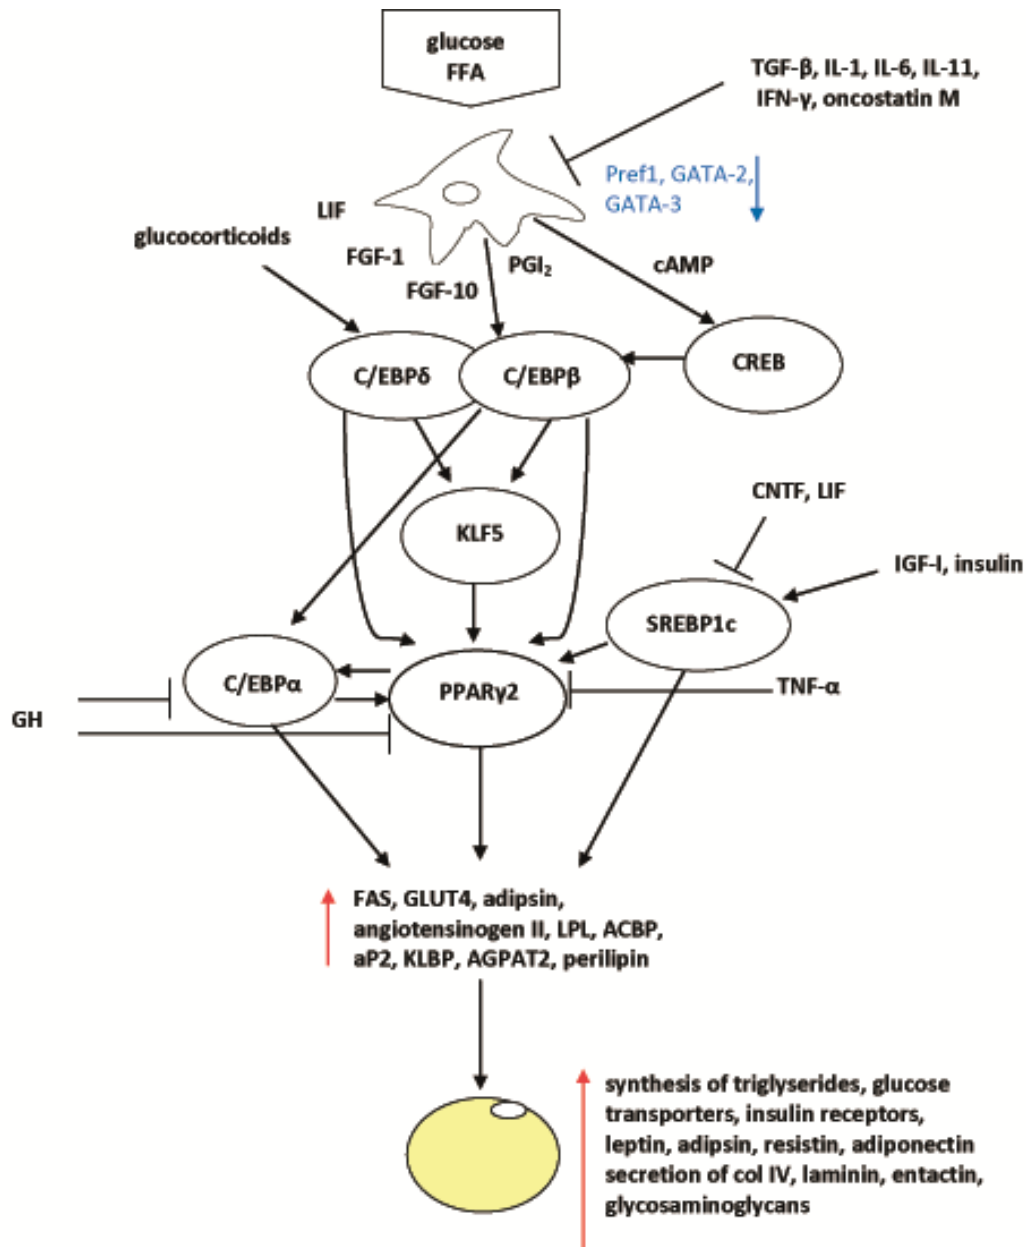 glucose
FFA
TGF-β, IL-1, IL-6, IL-11,
IFN-γ, oncostatin M
Pref1, GATA-2,
GATA-3
LIF
glucocorticoids
FGF-1
PGI₂
cAMP
FGF-10
C/EBPδ
C/EBPβ
CREB
CNTF, LIF
KLF5
IGF-I, insulin
SREBP1c
C/EBPα
PPARγ2
TNF-α
GH
FAS, GLUT4, adipsin,
angiotensinogen II, LPL, ACBP,
aP2, KLBP, AGPAT2, perilipin
synthesis of triglyserides, glucose
transporters, insulin receptors,
leptin, adipsin, resistin, adiponectin
secretion of col IV, laminin, entactin,
glycosaminoglycans